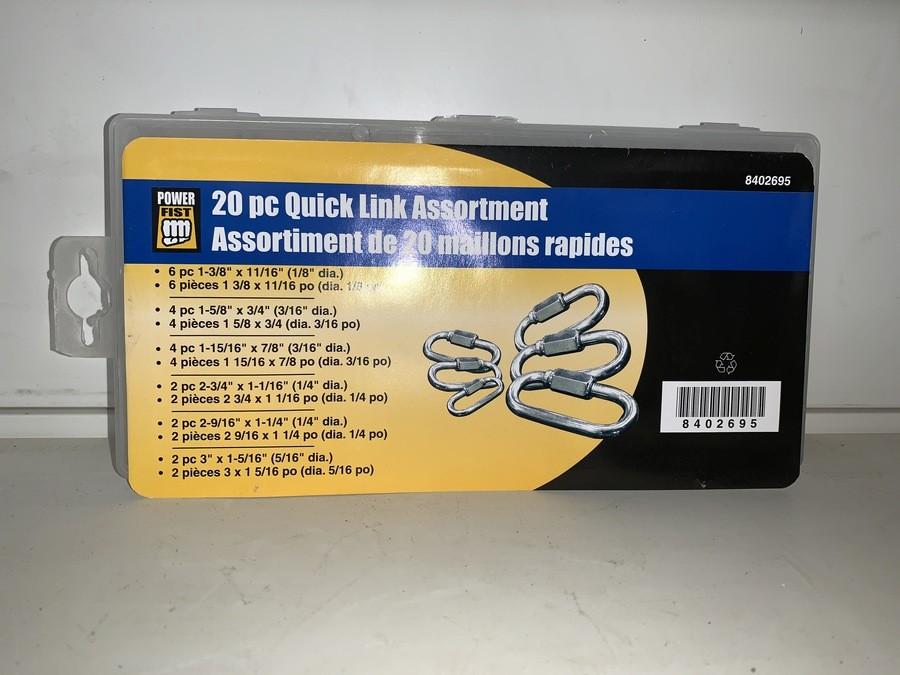 8402695
POWER
FIST
20 pc Quick Link Assortment
Assortiment de 20 maillons rapides
• 6 pc 1-3/8" x 11/16" (1/8" dia.)
• 6 pièces 1 3/8 x 11/16 po (dia. 1/8
• 4 pc 1-5/8" x 3/4" (3/16" dia.)
• 4 pièces 1 5/8 x 3/4 (dia. 3/16 po)
• 4 pc 1-15/16" x 7/8" (3/16" dia.)
• 4 pièces 1 15/16 x 7/8 po (dia. 3/16 po)
• 2 pc 2-3/4" x 1-1/16" (1/4" dia.)
• 2 pièces 2 3/4 x 1 1/16 po (dia. 1/4 po)
• 2 pc 2-9/16" x 1-1/4" (1/4" dia.)
• 2 pièces 2 9/16 x 1 1/4 po (dia. 1/4 po)
• 2 pc 3" x 1-5/16" (5/16" dia.)
• 2 pièces 3 x 1 5/16 po (dia. 5/16 po)
8402695